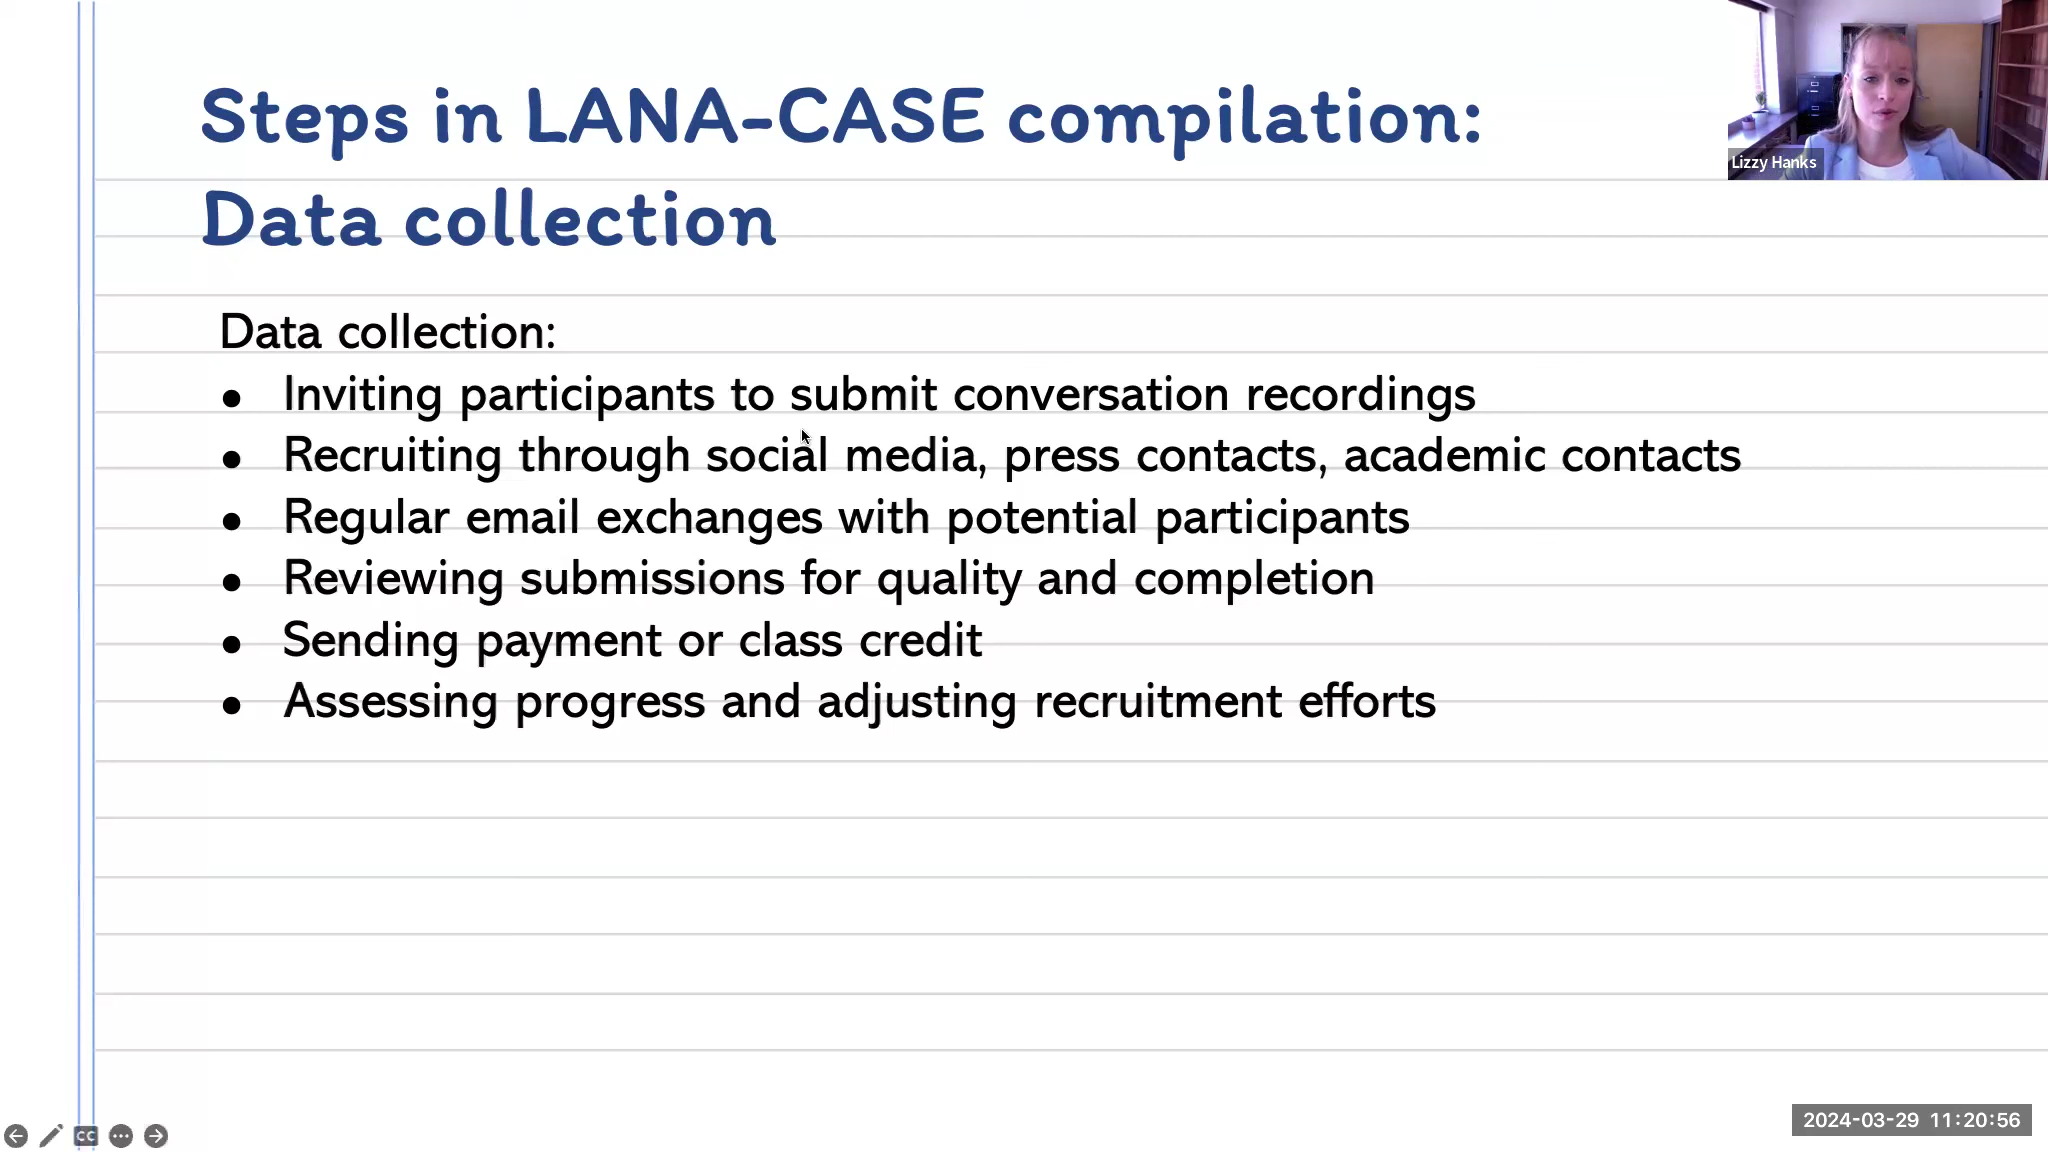 Steps in LANA-CASE compilation:
Data collection
Lizzy Hanks
Data collection:
● Inviting participants to submit conversation recordings
● Recruiting through social media, press contacts, academic contacts
● Regular email exchanges with potential participants
● Reviewing submissions for quality and completion
● Sending payment or class credit
● Assessing progress and adjusting recruitment efforts
CC
2024-03-29 11:20:56